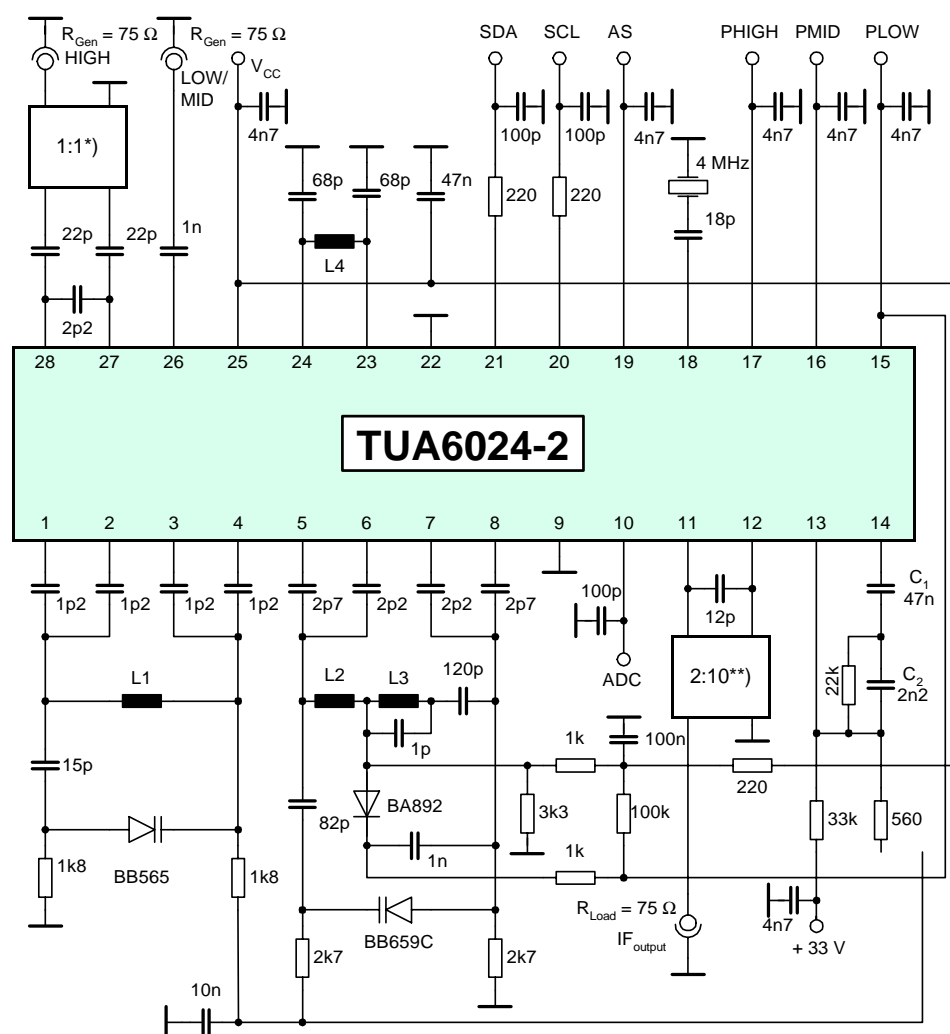 R_Gen = 75 Ω R_Gen = 75 Ω SDA SCL AS PHIGH PMID PLOW
HIGH V_CC
LOW/
MID
4n7 100p 100p 4n7 4n7 4n7 4n7
1:1*)
68p 68p 47n 220 220 4 MHz
22p 22p 1n 18p
L4
2p2
28 27 26 25 24 23 22 21 20 19 18 17 16 15
TUA6024-2
1 2 3 4 5 6 7 8 9 10 11 12 13 14
1p2 1p2 1p2 1p2 2p7 2p2 2p2 2p7 100p 12p C_1
47n
L1 L2 L3 120p ADC 2:10**) 22k C_2
2n2
1p 1k 100n
15p 220
BA892 3k3 100k 33k 560
82p
1k8 BB565 1k8 1n 1k
R_Load = 75 Ω 4n7
BB659C IF_output + 33 V
2k7 2k7
10n